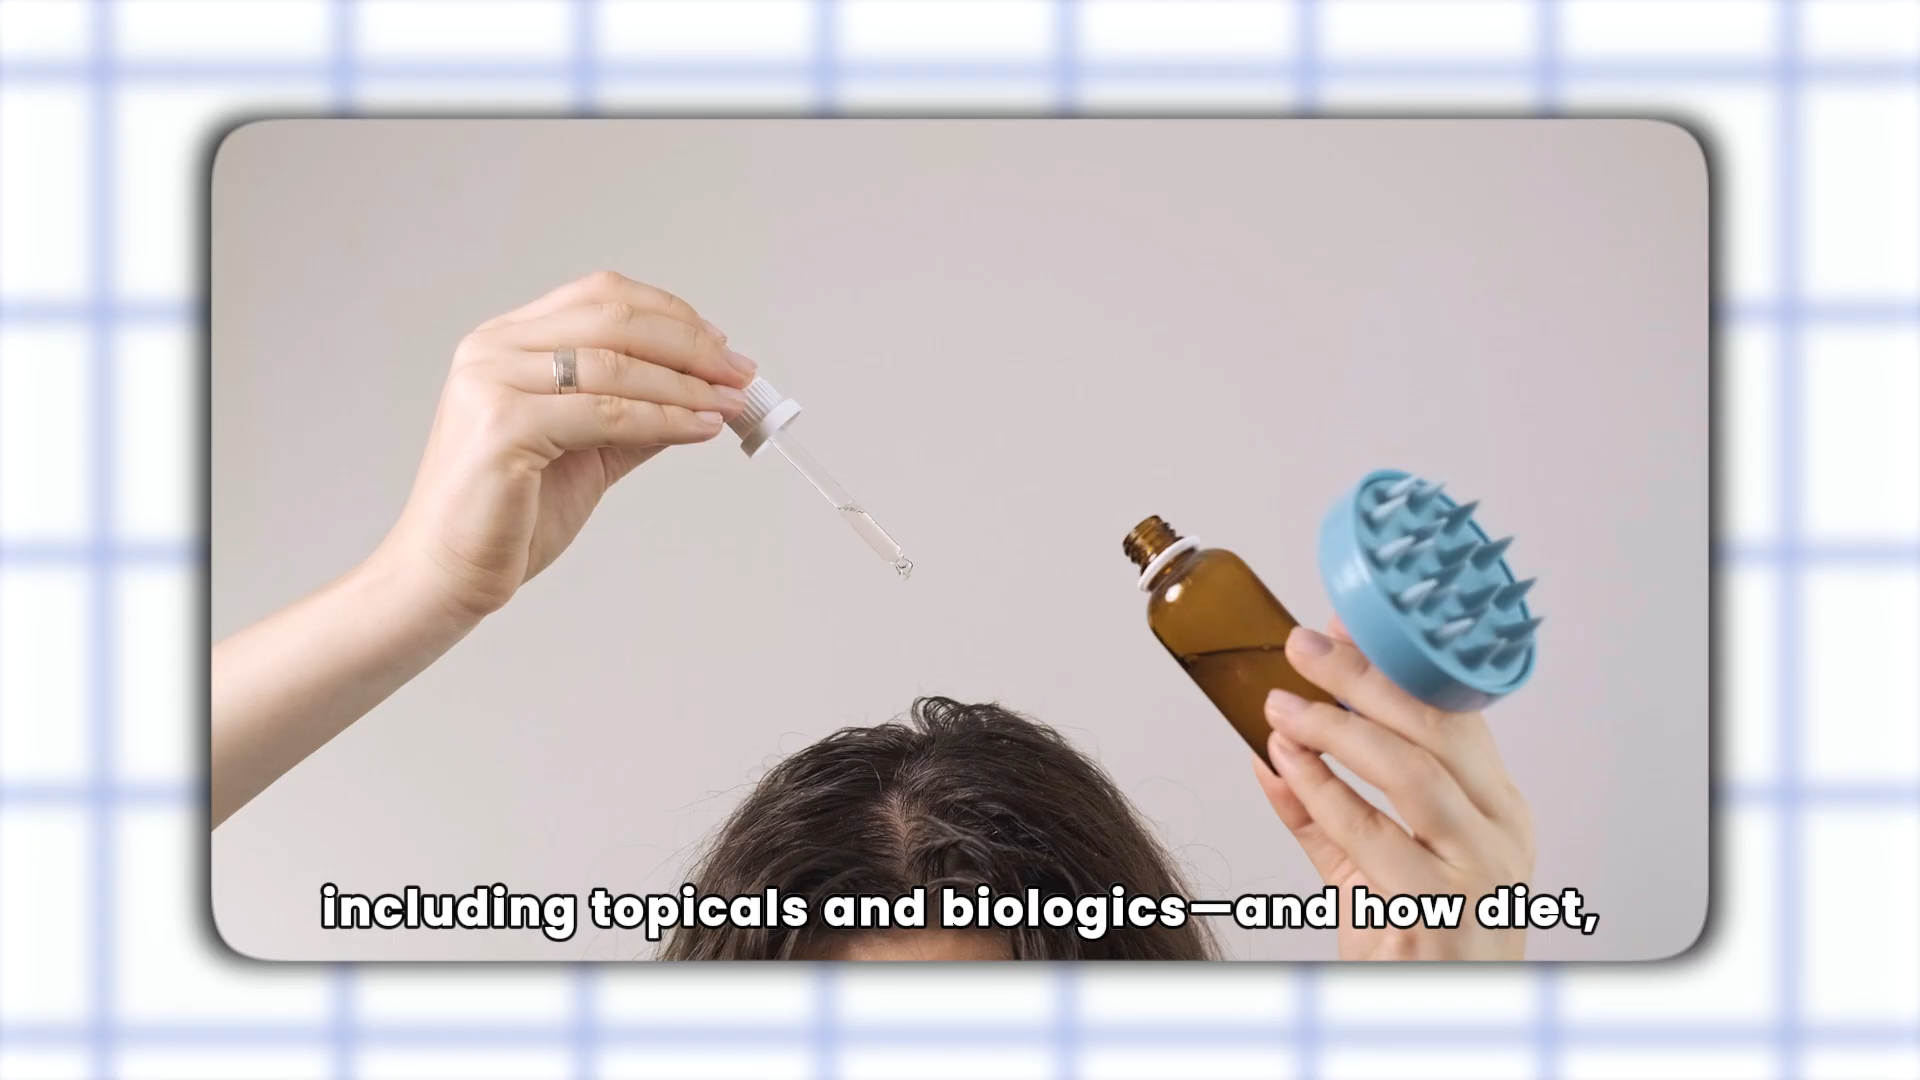 including topicals and biologics—and how diet,